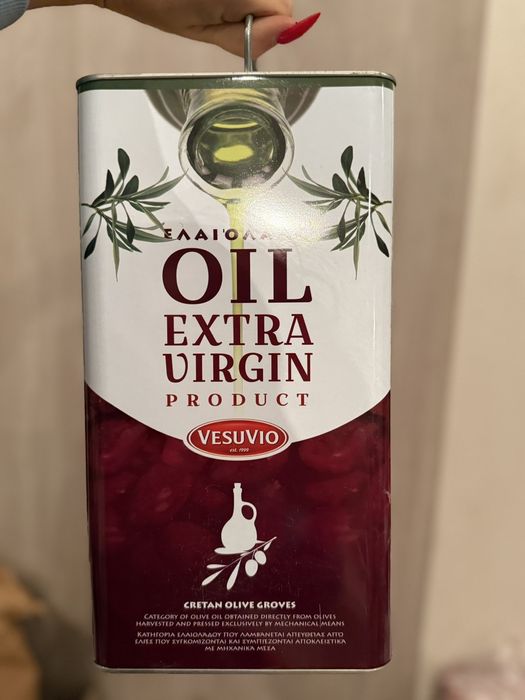 OIL
EXTRA
VIRGIN
PRODUCT
VESUVIO
est. 1999
CRETAN OLIVE GROVES
CATEGORY OF OLIVE OIL OBTAINED DIRECTLY FROM OLIVES
HARVESTED AND PRESSED EXCLUSIVELY BY MECHANICAL MEANS
ΚΑΤΗΓΟΡΙΑ ΕΛΑΙΟΛΑΔΟΥ ΠΟΥ ΛΑΜΒΑΝΕΤΑΙ ΑΠΕΥΘΕΙΑΣ ΑΠΌ
ΕΛΙΕΣ ΠΟΥ ΣΥΓΚΟΜΙΖΟΝΤΑΙ ΚΑΙ ΣΥΜΠΙΕΖΟΝΤΑΙ ΑΠΟΚΛΕΙΣΤΙΚΑ
ΜΕ ΜΗΧΑΝΙΚΑ ΜΕΣΑ